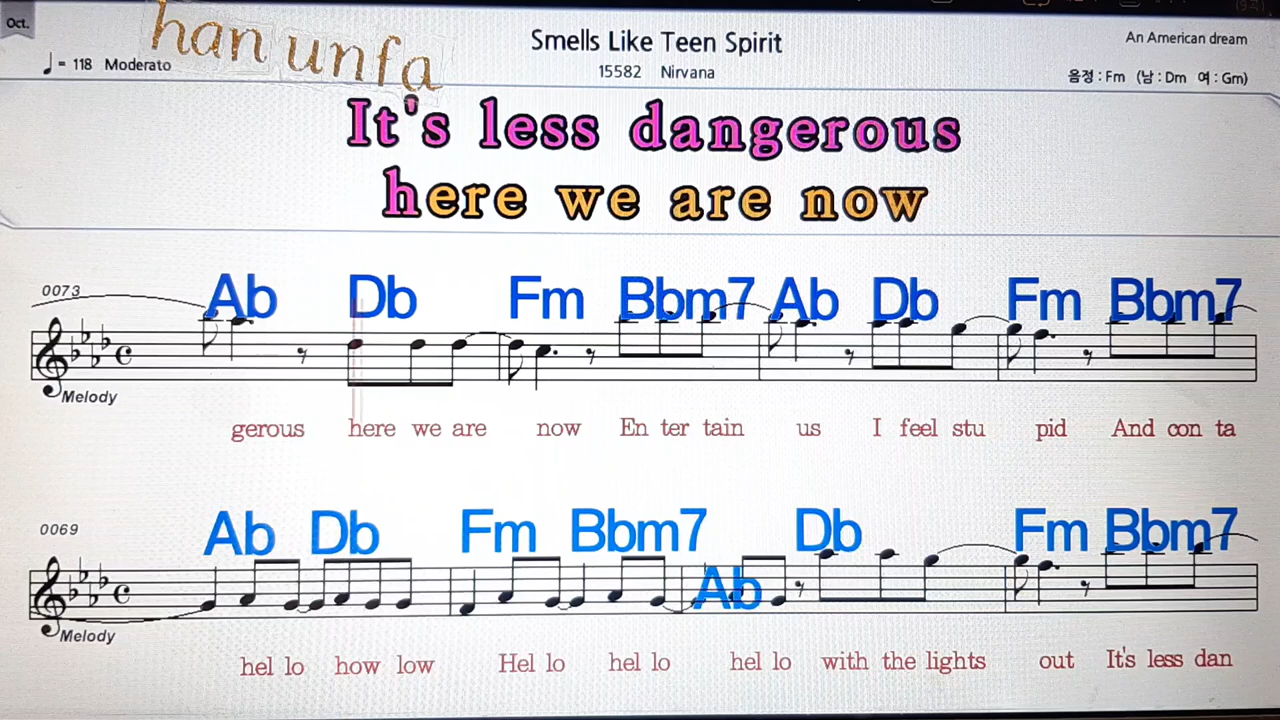 Oct.
han unfa
Smells Like Teen Spirit
An American dream
♩ = 118 Moderato
15582 Nirvana
음정 : Fm (남 : Dm 여 : Gm)
It's less dangerous
here we are now
0073
Ab Db Fm Bbm7 Ab Db Fm Bbm7
Melody
gerous here we are now En ter tain us I feel stu pid And con ta
0069
Ab Db Fm Bbm7 Ab Db Fm Bbm7
Melody
hel lo how low Hel lo hel lo hel lo with the lights out It's less dan